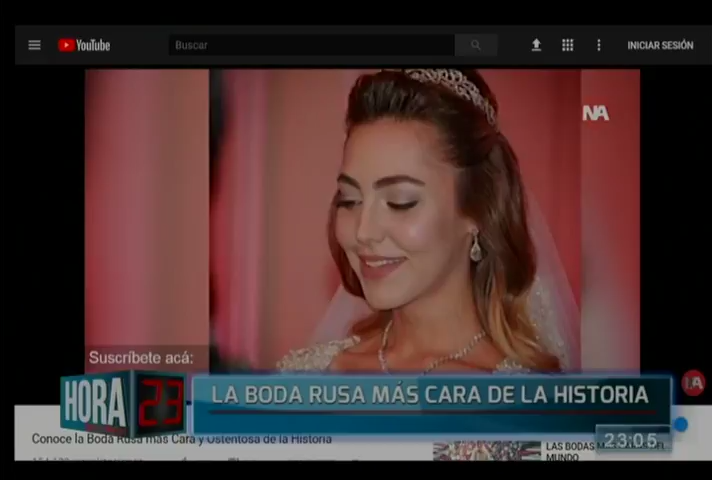 YouTube
Buscar
INICIAR SESIÓN
NA
Suscríbete acá:
HORA 23
LA BODA RUSA MÁS CARA DE LA HISTORIA
Conoce la Boda Rusa mas Cara y Ostentosa de la Historia
LAS BODAS
MUNDO
23:05